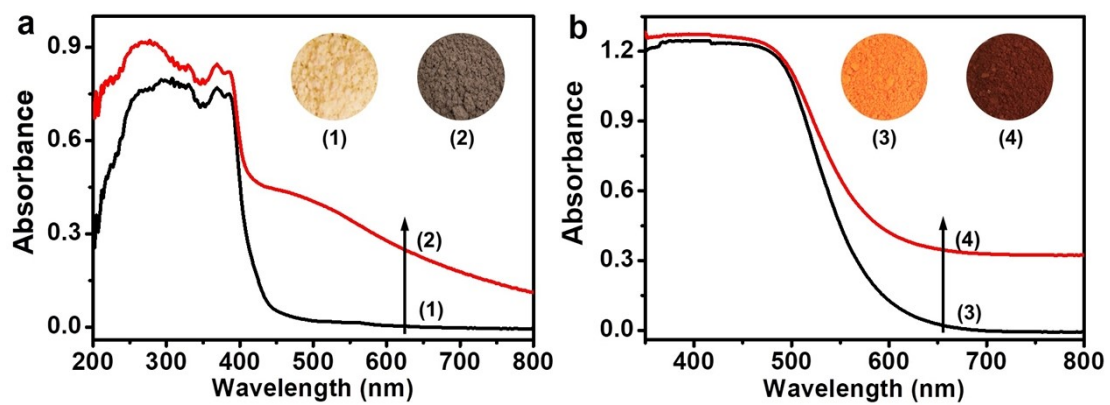 a
0.9
0.6
0.3
0.0
Absorbance
(1)
(2)
(2)
(1)
200 300 400 500 600 700 800
Wavelength (nm)
b
1.2
0.9
0.6
0.3
0.0
Absorbance
(3)
(4)
(4)
(3)
400 500 600 700 800
Wavelength (nm)